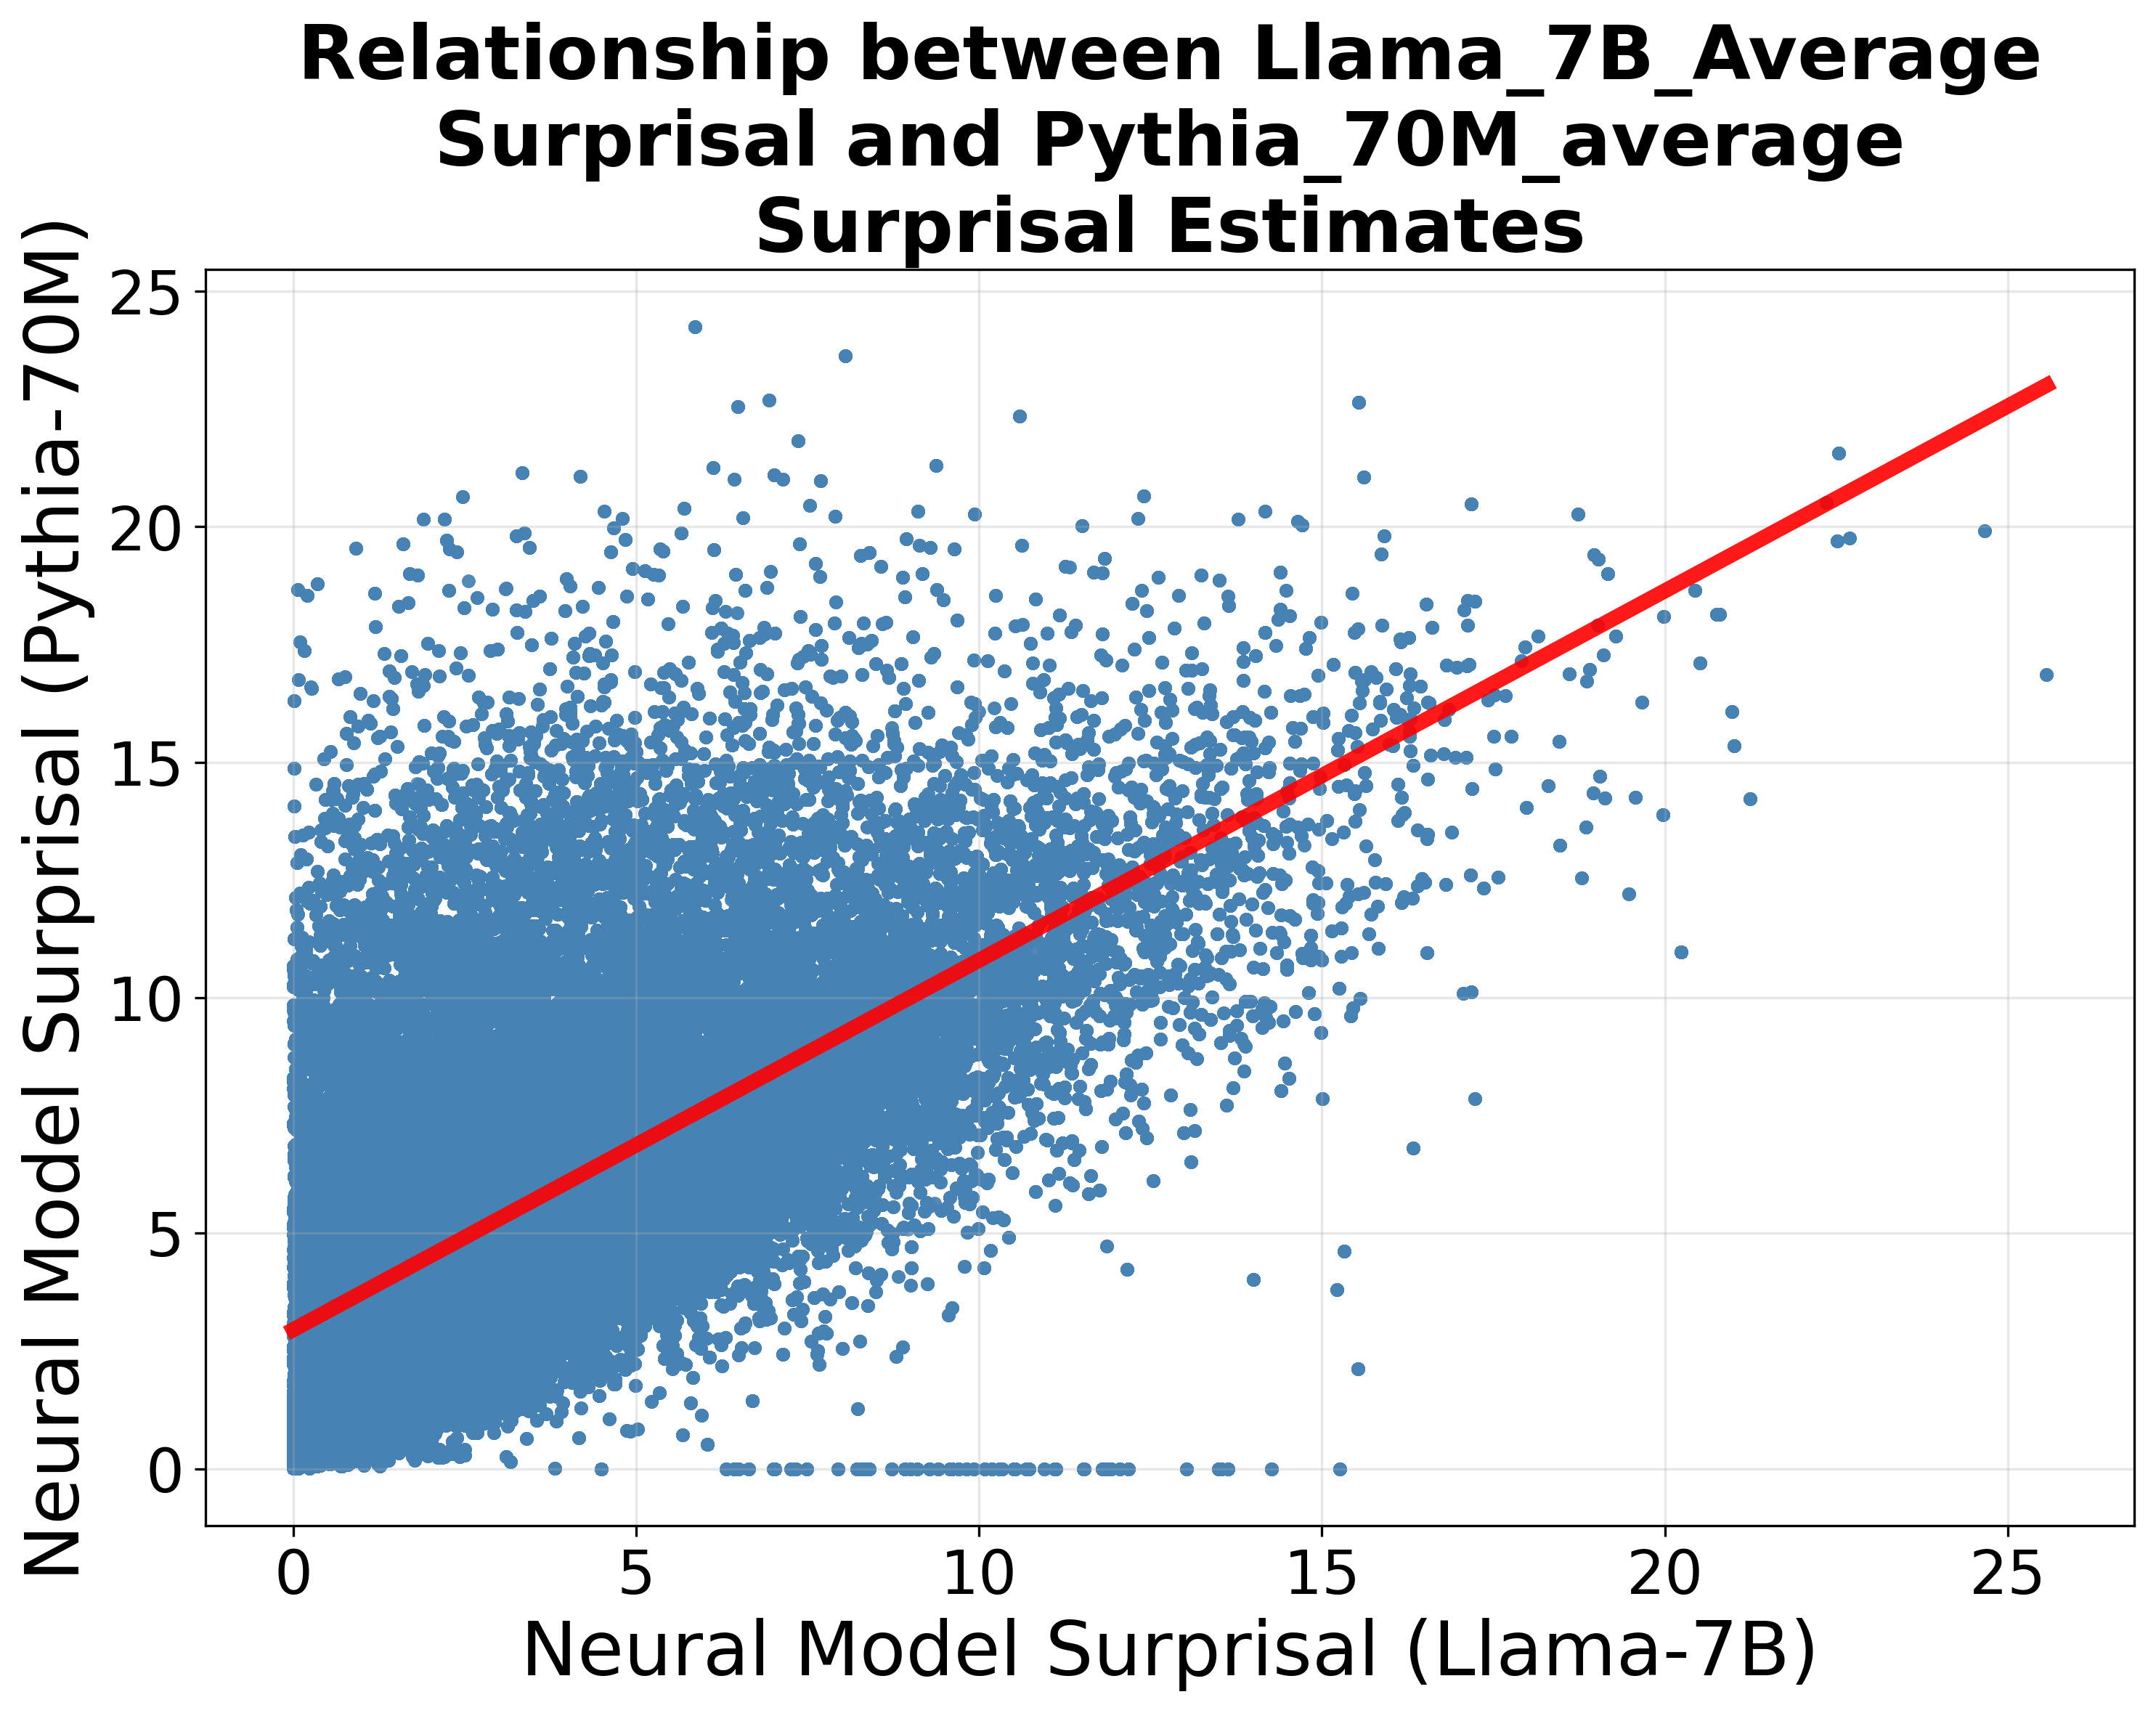 Relationship between Llama_7B_Average
Surprisal and Pythia_70M_average
Surprisal Estimates
Neural Model Surprisal (Pythia-70M)
25
20
15
10
5
0
0 5 10 15 20 25
Neural Model Surprisal (Llama-7B)